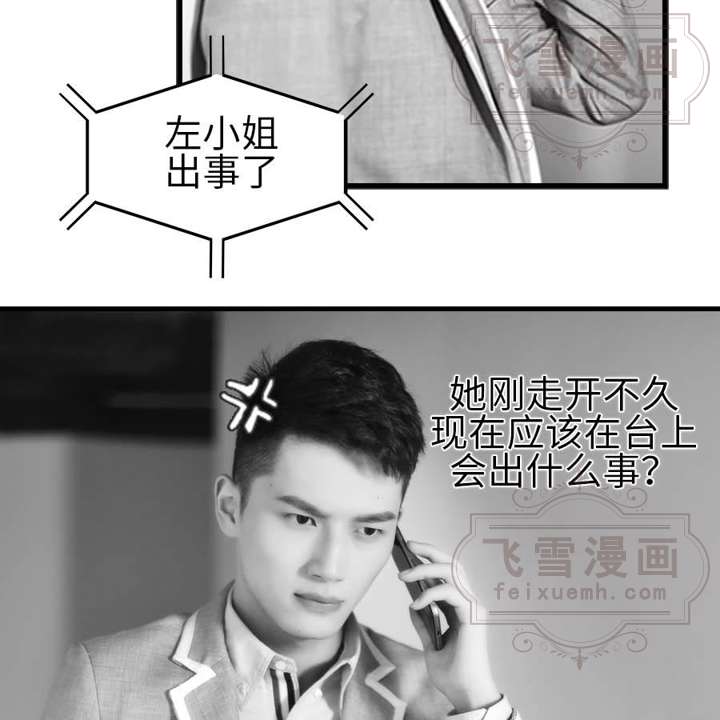 飞雪漫画
feixuemh.com
左小姐
出事了
她刚走开不久
现在应该在台上
会出什么事？
飞雪漫画
feixuemh.com